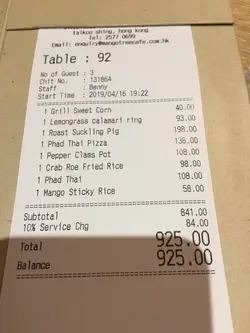 taikoo shing, hong kong
Tel: 2577 0699
Email: enquiry@mangotreecafe.com.hk
Table : 92
No of Guest : 3
Chit No. : 131864
Staff : Benny
Start Time : 2019/04/16 19:22
1 Grill Sweet Corn 40.00
1 Lemongrass calamari ring 93.00
1 Roast Suckling Pig 198.00
1 Phad Thai Pizza 138.00
1 Pepper Clams Pot 108.00
1 Crab Roe Fried Rice 98.00
1 Phad Thai 108.00
1 Mango Sticky Rice 58.00
Subtotal 841.00
10% Service Chg 84.00
Total 925.00
Balance 925.00